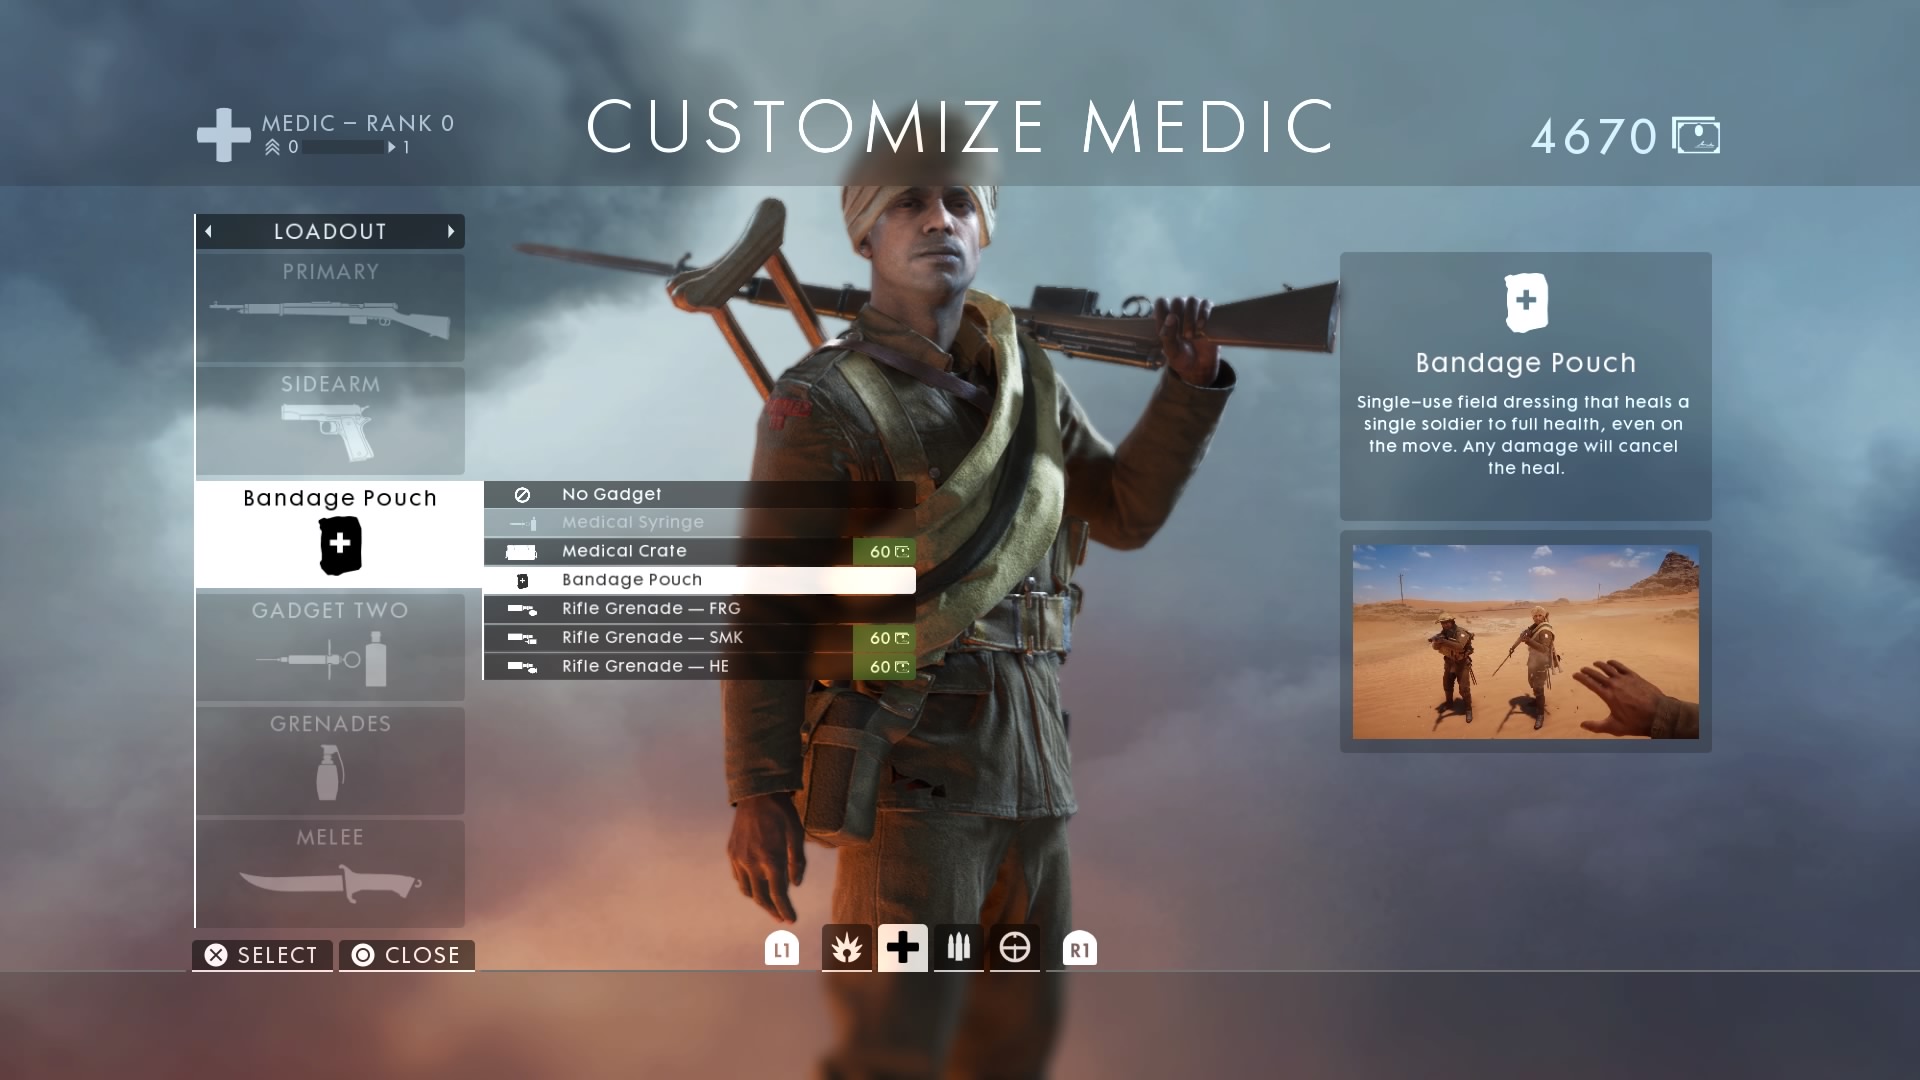 MEDIC – RANK 0
0 1
CUSTOMIZE MEDIC
4670
LOADOUT
PRIMARY
SIDEARM
Bandage Pouch
GADGET TWO
GRENADES
MELEE
No Gadget
Medical Syringe
Medical Crate 60
Bandage Pouch
Rifle Grenade — FRG
Rifle Grenade — SMK 60
Rifle Grenade — HE 60
Bandage Pouch
Single-use field dressing that heals a
single soldier to full health, even on
the move. Any damage will cancel
the heal.
SELECT CLOSE
L1 R1